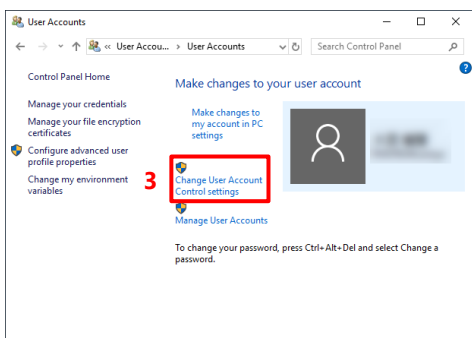 User Accounts
« User Accou... > User Accounts
Search Control Panel
Control Panel Home
Manage your credentials
Manage your file encryption
certificates
Configure advanced user
profile properties
Change my environment
variables
Make changes to your user account
Make changes to
my account in PC
settings
3
Change User Account
Control settings
Manage User Accounts
To change your password, press Ctrl+Alt+Del and select Change a
password.